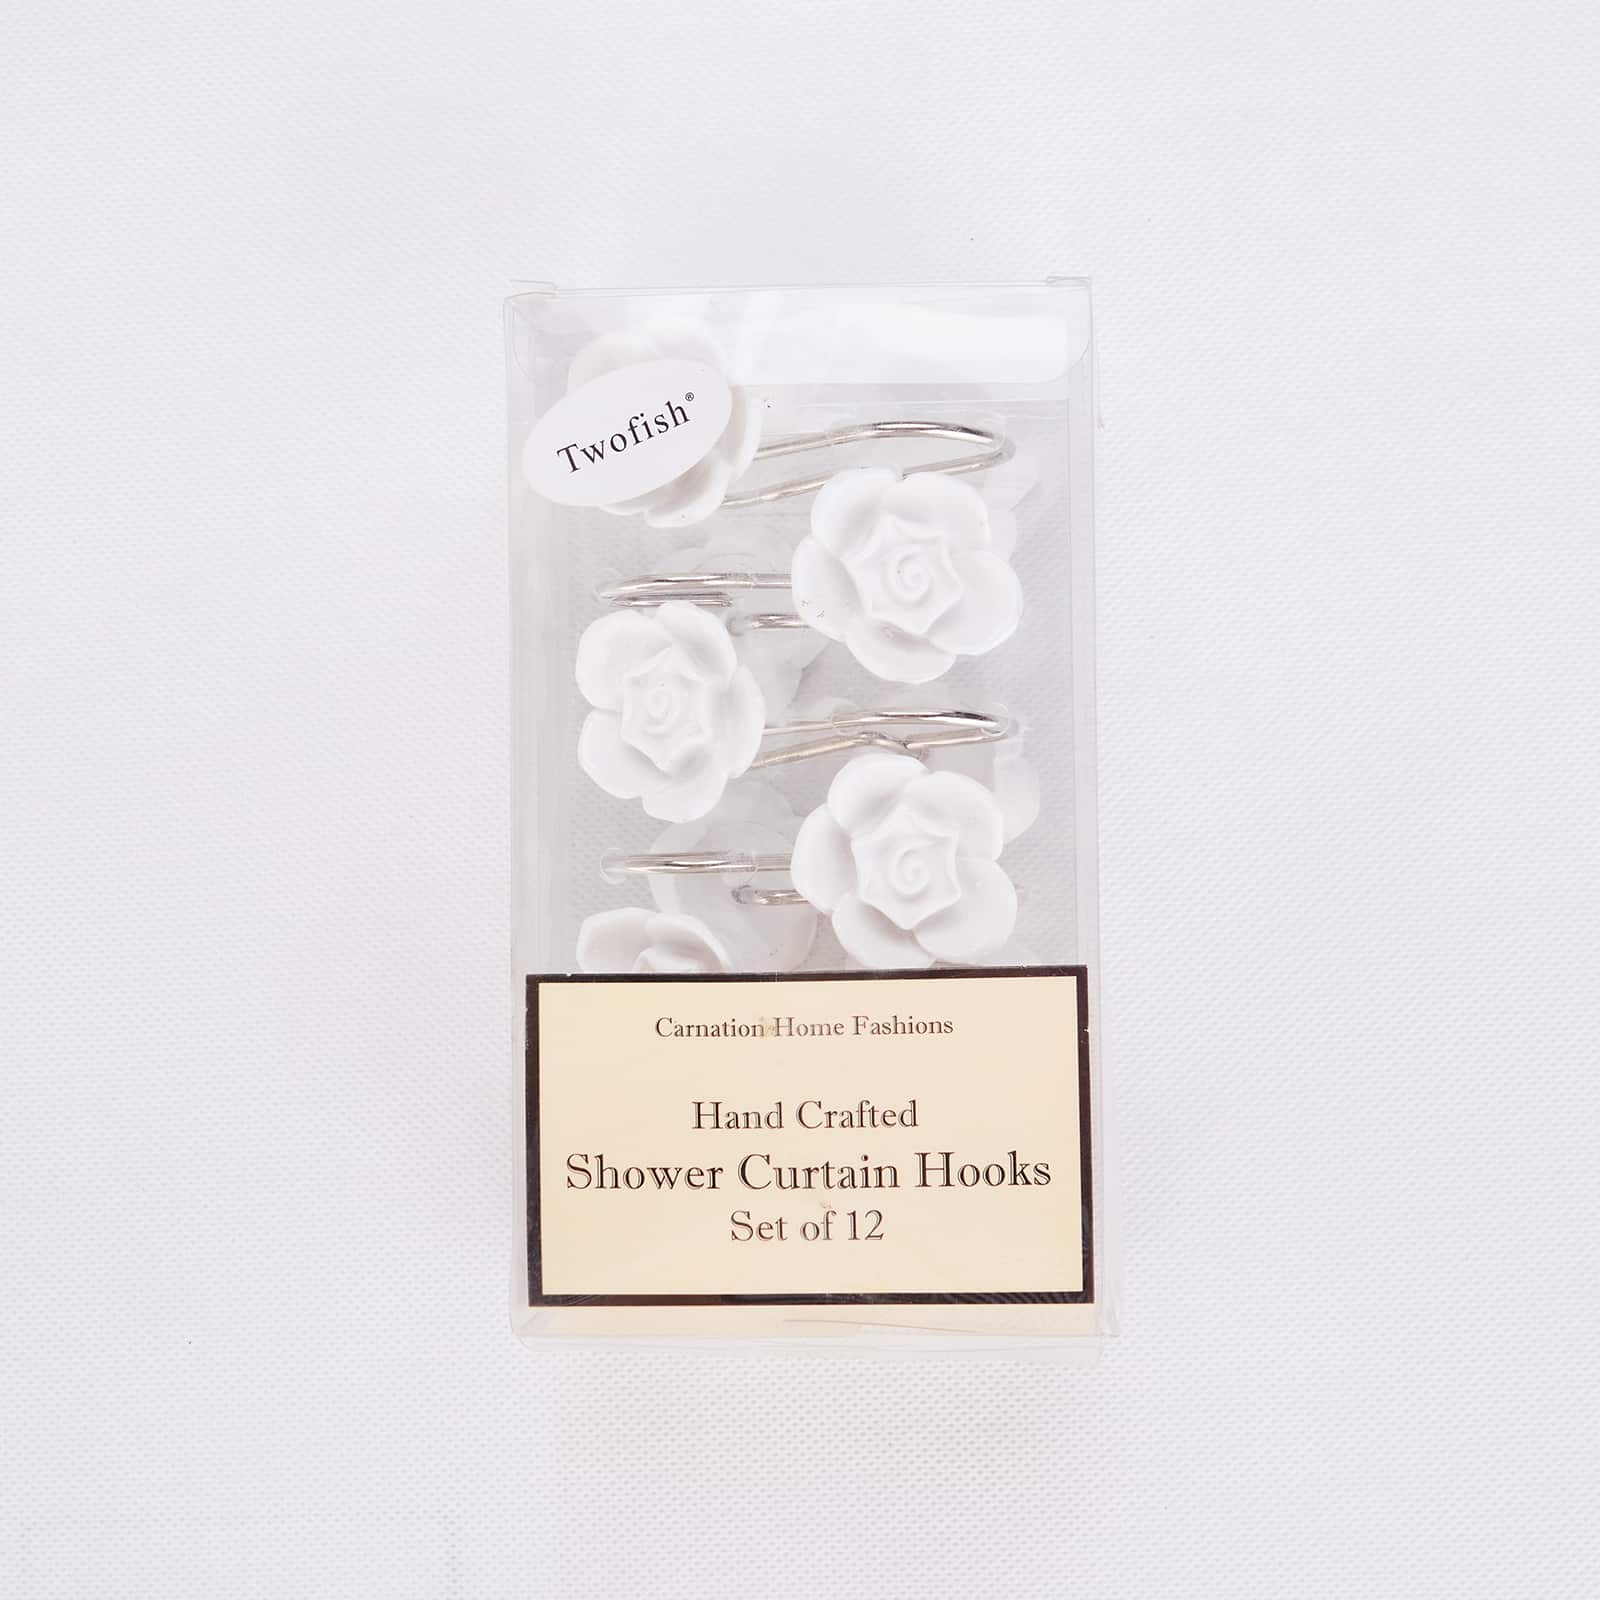 Twofish®
Carnation Home Fashions
Hand Crafted
Shower Curtain Hooks
Set of 12